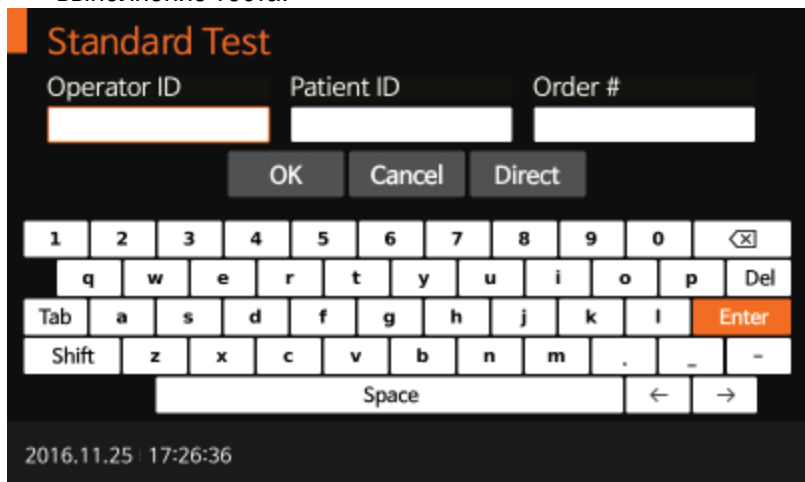 Standard Test
Operator ID Patient ID Order #
OK Cancel Direct
1 2 3 4 5 6 7 8 9 0
q w e r t y u i o p Del
Tab a s d f g h j k l Enter
Shift z x c v b n m . _ -
Space ← →
2016.11.25 17:26:36